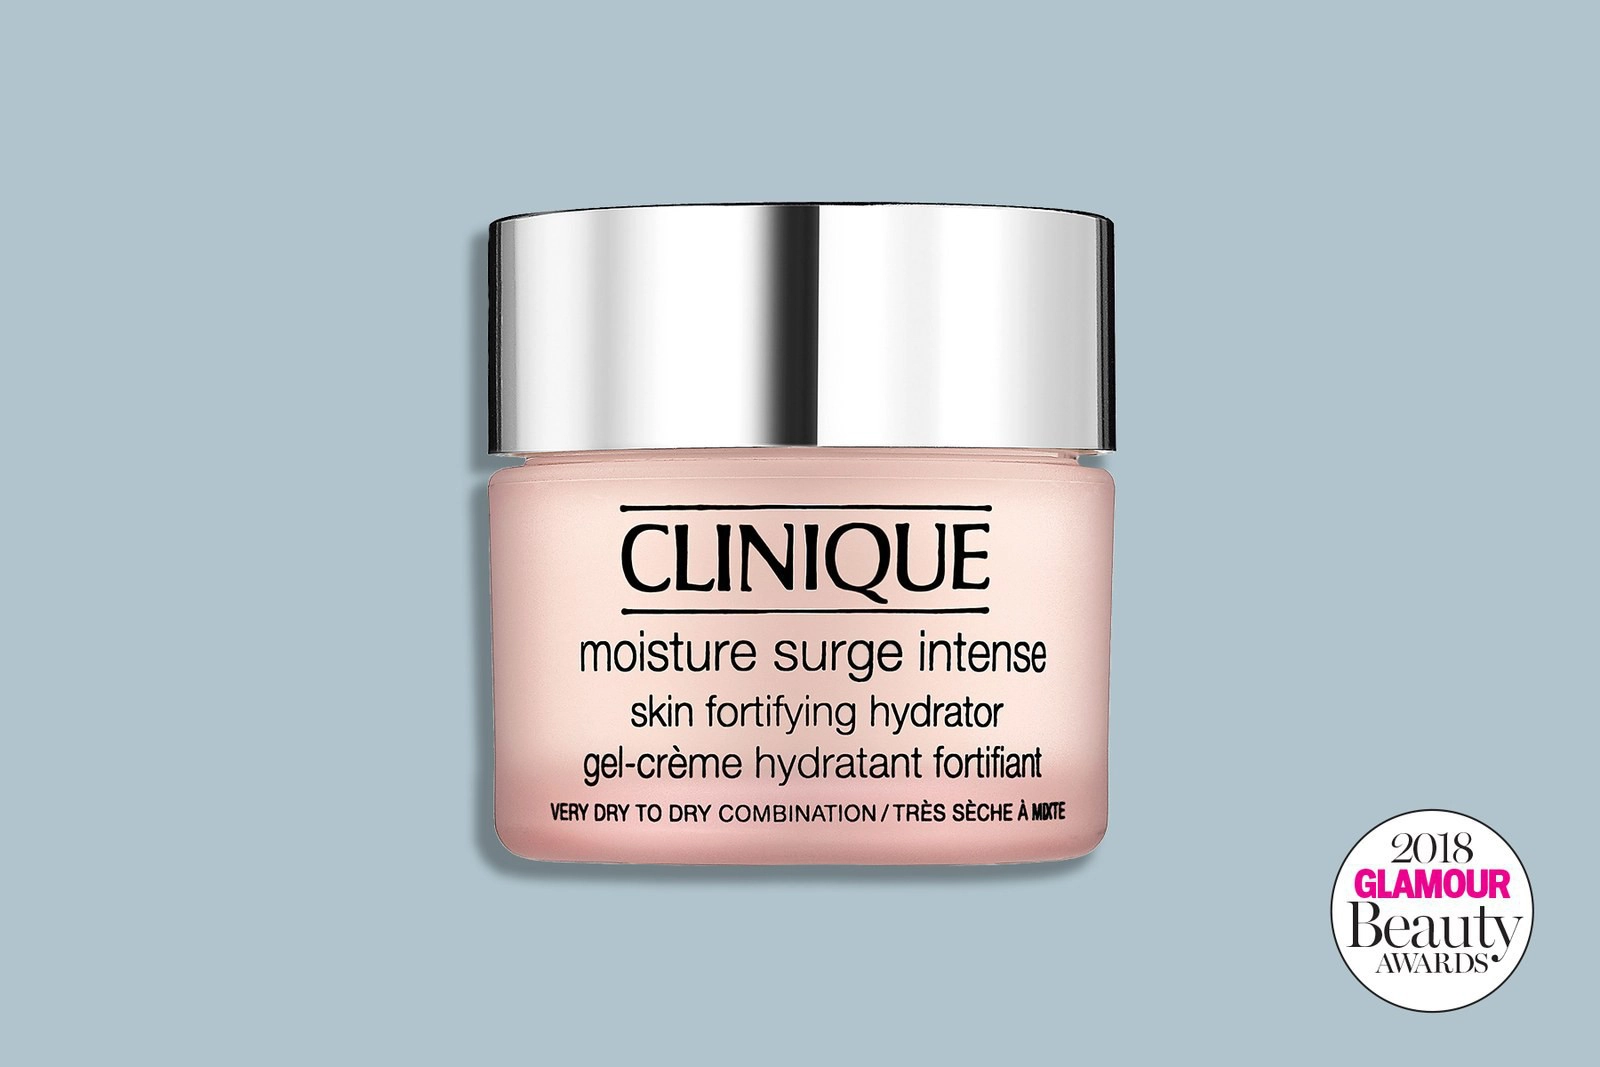 CLINIQUE
moisture surge intense
skin fortifying hydrator
gel-crème hydratant fortifiant
VERY DRY TO DRY COMBINATION / TRÈS SÈCHE À MIXTE
2018
GLAMOUR
Beauty
AWARDS